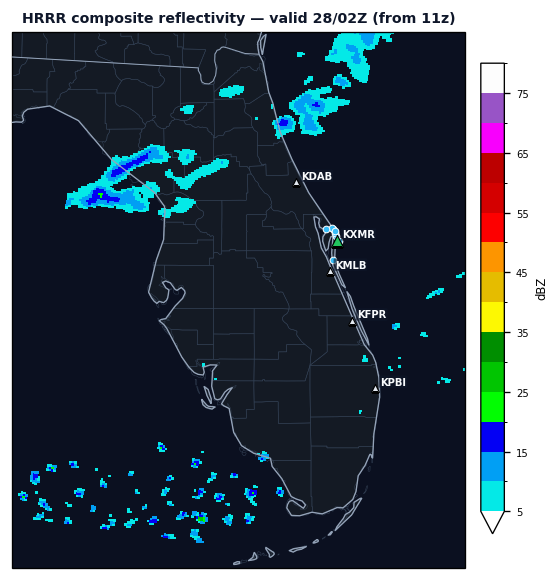 HRRR composite reflectivity — valid 28/02Z (from 11z)
KDAB
KXMR
KMLB
KFPR
KPBI
75
65
55
45
35
25
15
5
dBZ